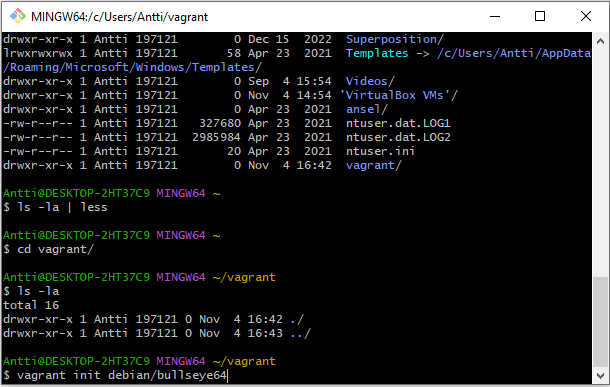 MINGW64:/c/Users/Antti/vagrant
drwxr-xr-x 1 Antti 197121       0 Dec 15  2022  Superposition/
lrwxrwxrwx 1 Antti 197121      58 Apr 23  2021  Templates -> /c/Users/Antti/AppData
/Roaming/Microsoft/Windows/Templates/
drwxr-xr-x 1 Antti 197121       0 Sep  4 15:54  Videos/
drwxr-xr-x 1 Antti 197121       0 Nov  4 14:54 'VirtualBox VMs'/
drwxr-xr-x 1 Antti 197121       0 Apr 23  2021  ansel/
-rw-r--r-- 1 Antti 197121  327680 Apr 23  2021  ntuser.dat.LOG1
-rw-r--r-- 1 Antti 197121 2985984 Apr 23  2021  ntuser.dat.LOG2
-rw-r--r-- 1 Antti 197121      20 Apr 23  2021  ntuser.ini
drwxr-xr-x 1 Antti 197121       0 Nov  4 16:42  vagrant/
Antti@DESKTOP-2HT37C9 MINGW64 ~
$ ls -la | less
Antti@DESKTOP-2HT37C9 MINGW64 ~
$ cd vagrant/
Antti@DESKTOP-2HT37C9 MINGW64 ~/vagrant
$ ls -la
total 16
drwxr-xr-x 1 Antti 197121 0 Nov  4 16:42 ./
drwxr-xr-x 1 Antti 197121 0 Nov  4 16:43 ../
Antti@DESKTOP-2HT37C9 MINGW64 ~/vagrant
$ vagrant init debian/bullseye64